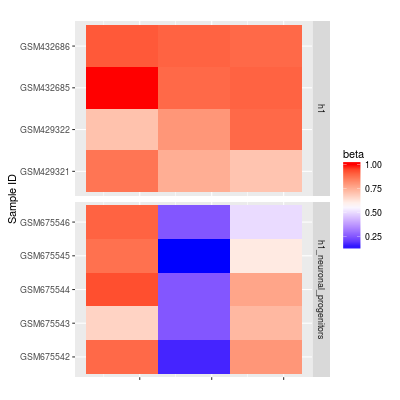 GSM432686
GSM432685
GSM429322
GSM429321
h1
GSM675546
GSM675545
GSM675544
GSM675543
GSM675542
h1_neuronal_progenitors
Sample ID
beta
1.00
0.75
0.50
0.25